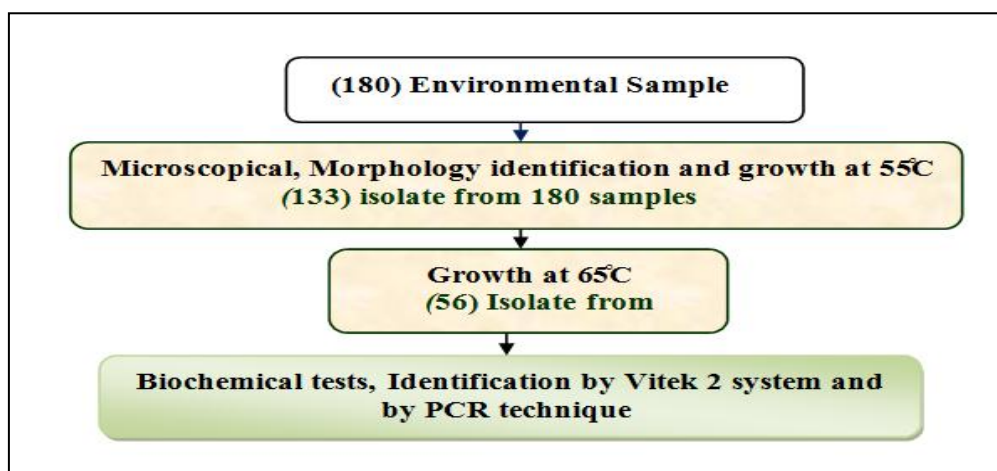 (180) Environmental Sample
Microscopical, Morphology identification and growth at 55°C
(133) isolate from 180 samples
Growth at 65°C
(56) Isolate from
Biochemical tests, Identification by Vitek 2 system and
by PCR technique